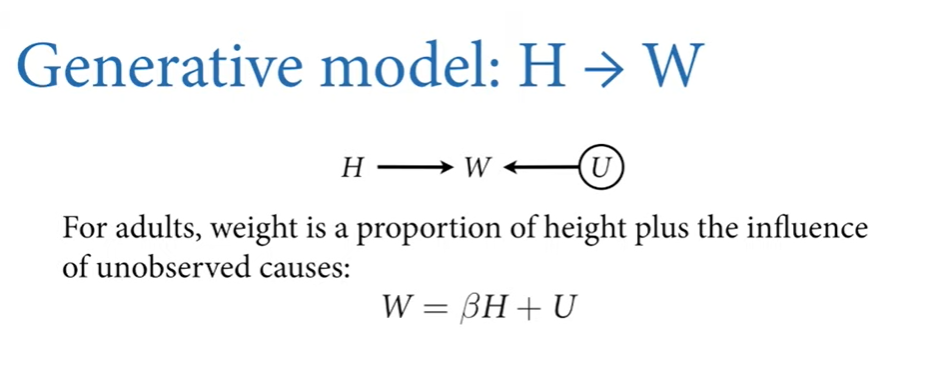 Generative model: H → W
H → W ← U
For adults, weight is a proportion of height plus the influence
of unobserved causes:
W = βH + U